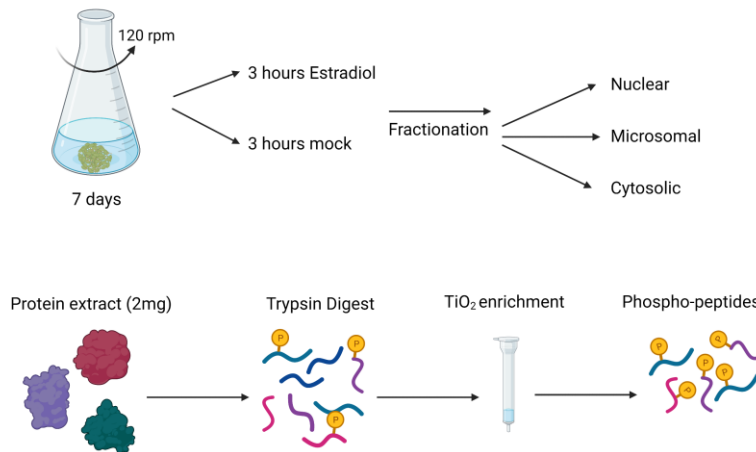 120 rpm
3 hours Estradiol
Nuclear
3 hours mock
Fractionation
Microsomal
Cytosolic
7 days
Protein extract (2mg)
Trypsin Digest
TiO₂ enrichment
Phospho-peptides
P
P
P
P
P
P
P
P